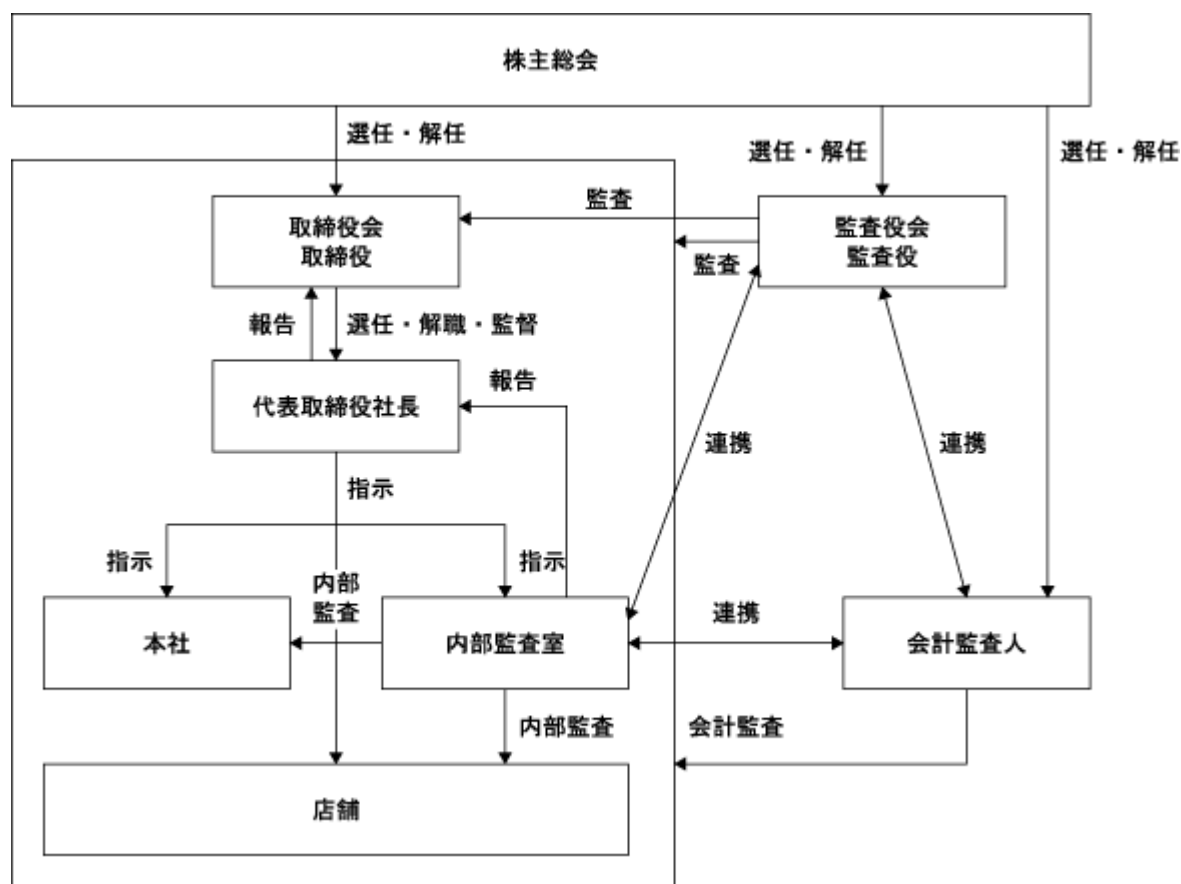 株主総会
選任・解任
選任・解任
選任・解任
取締役会
取締役
監査
監査役会
監査役
監査
報告
選任・解職・監督
代表取締役社長
報告
連携
連携
指示
指示
指示
内部
監査
本社
内部監査室
連携
会計監査人
内部監査
会計監査
店舗